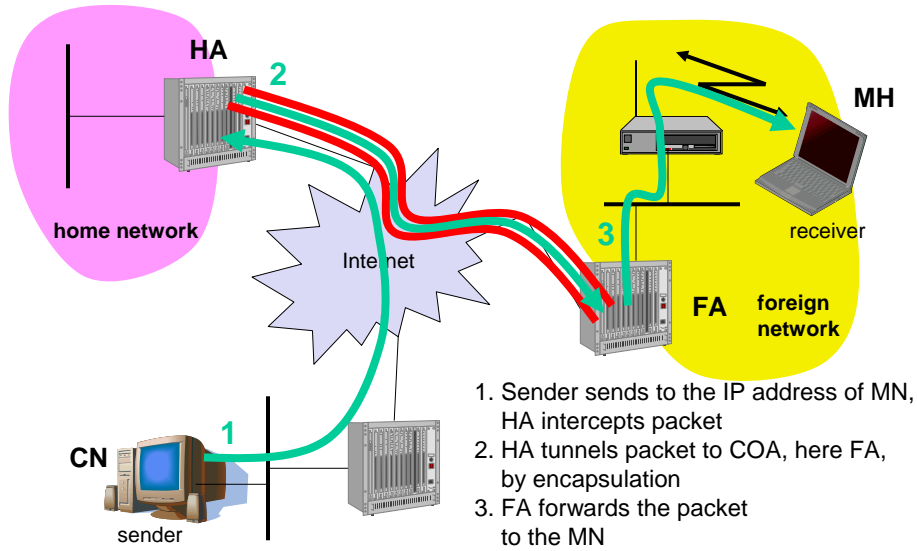 HA
2
MH
home network
Internet
3
receiver
FA
foreign
network
1
CN
sender
1. Sender sends to the IP address of MN,
HA intercepts packet
2. HA tunnels packet to COA, here FA,
by encapsulation
3. FA forwards the packet
to the MN